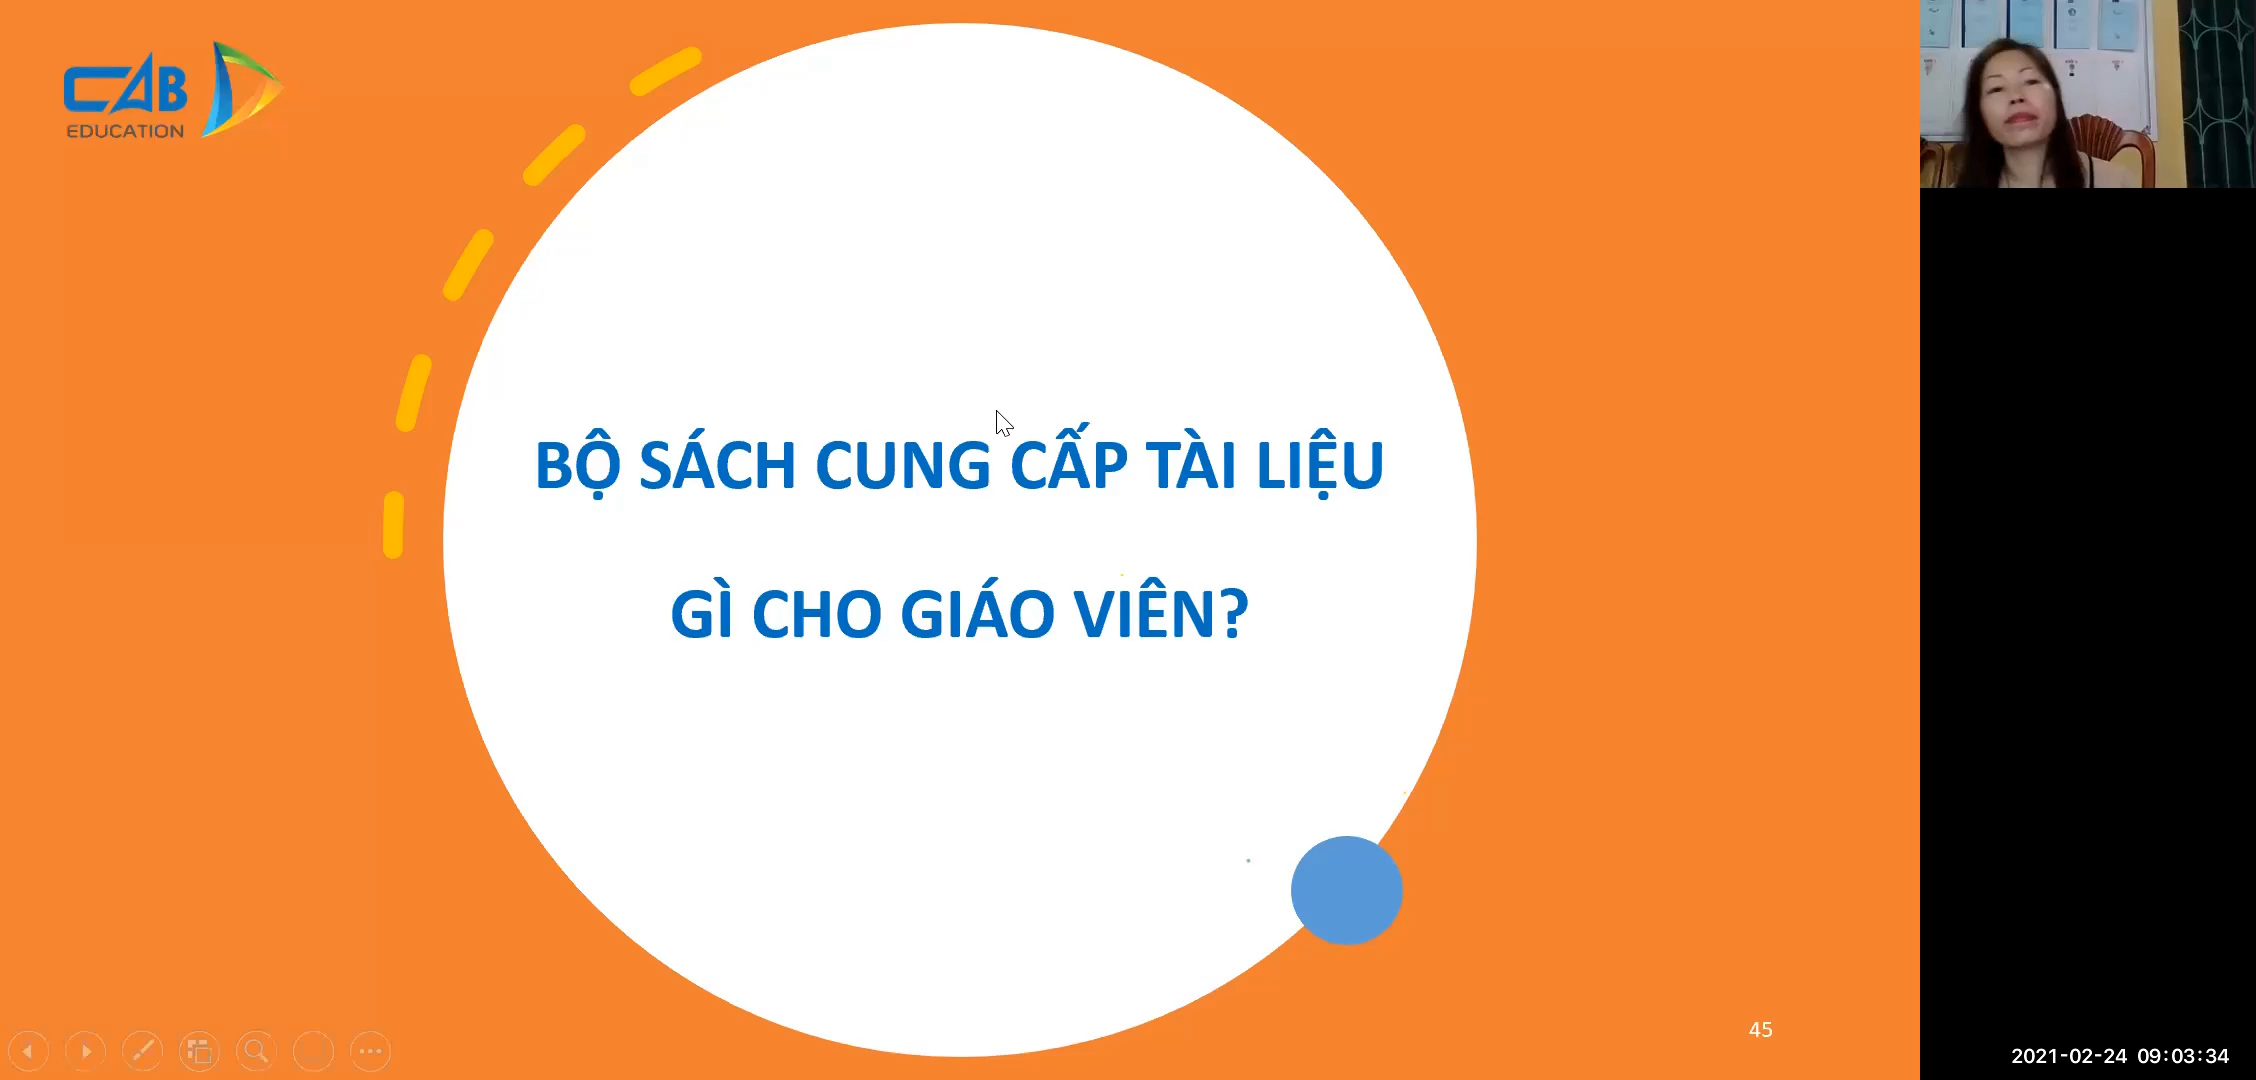 CAB
EDUCATION
BỘ SÁCH CUNG CẤP TÀI LIỆU
GÌ CHO GIÁO VIÊN?
45
2021-02-24 09:03:34